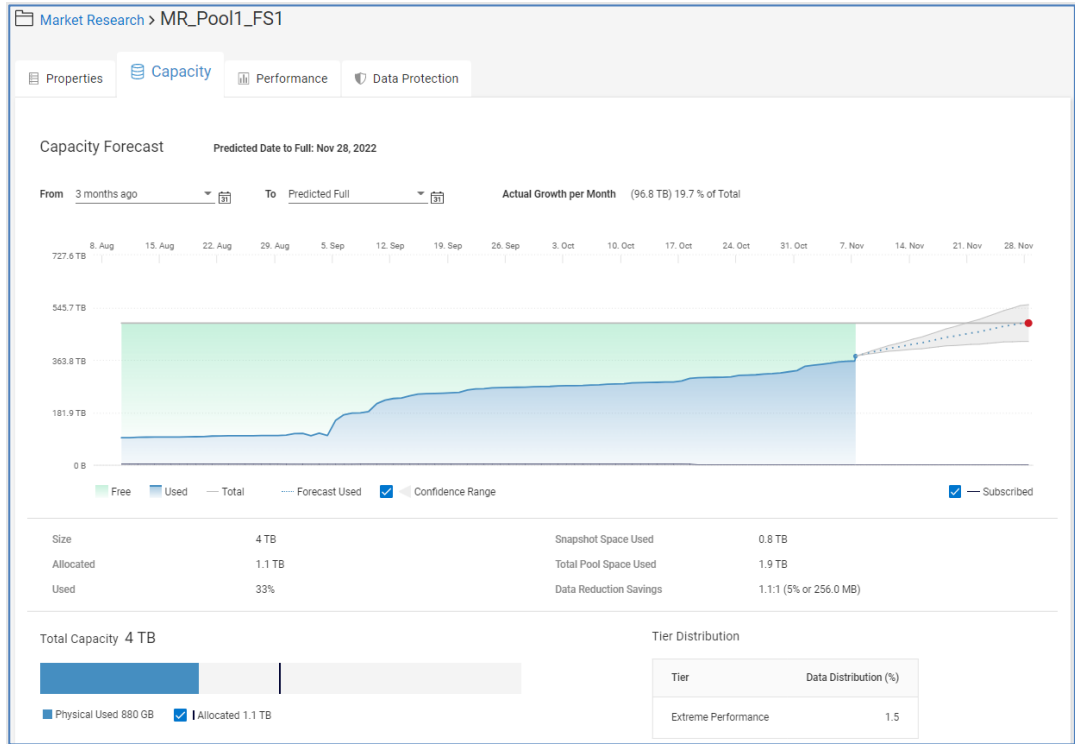 Market Research > MR_Pool1_FS1
Properties Capacity Performance Data Protection
Capacity Forecast Predicted Date to Full: Nov 28, 2022
From 3 months ago 31 To Predicted Full 31 Actual Growth per Month (96.8 TB) 19.7 % of Total
8. Aug 15. Aug 22. Aug 29. Aug 5. Sep 12. Sep 19. Sep 26. Sep 3. Oct 10. Oct 17. Oct 24. Oct 31. Oct 7. Nov 14. Nov 21. Nov 28. Nov
727.6 TB
545.7 TB
363.8 TB
181.9 TB
0 B
Free Used Total Forecast Used Confidence Range Subscribed
Size 4 TB Snapshot Space Used 0.8 TB
Allocated 1.1 TB Total Pool Space Used 1.9 TB
Used 33% Data Reduction Savings 1.1:1 (5% or 256.0 MB)
Total Capacity 4 TB Tier Distribution
Tier Data Distribution (%)
Physical Used 880 GB Allocated 1.1 TB Extreme Performance 1.5